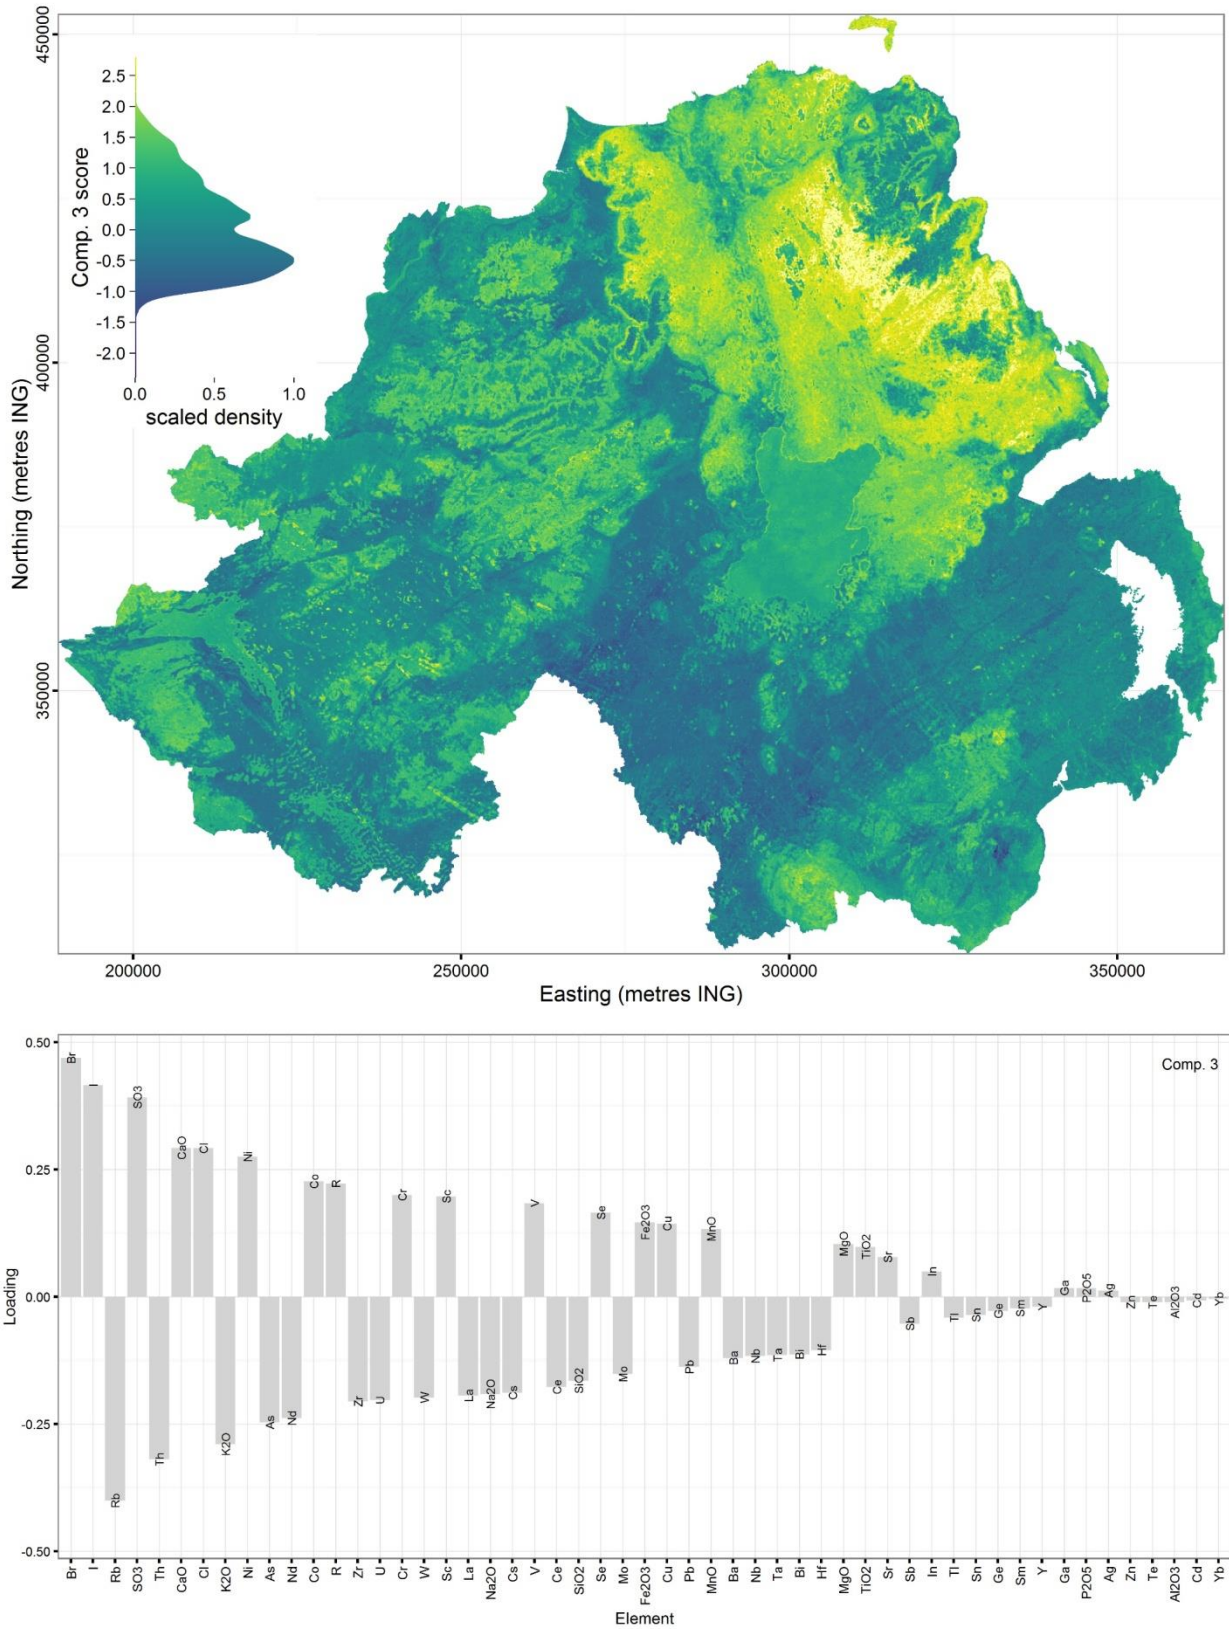 450000
400000
350000
Northing (metres ING)
2.5
2.0
1.5
1.0
0.5
0.0
-0.5
-1.0
-1.5
-2.0
Comp. 3 score
0.0 0.5 1.0
scaled density
200000 250000 300000 350000
Easting (metres ING)
Comp. 3
0.50
0.25
0.00
-0.25
-0.50
Loading
Br I Rb SO3 Th CaO Cl K2O Ni As Nd Co R Zr U Cr W Sc La Na2O Cs V Ce SiO2 Se Mo Fe2O3 Cu Pb MnO Ba Nb Ta Bi Hf MgO TiO2 Sr Sb In Tl Sn Ge Sm Y Ga P2O5 Ag Zn Te Al2O3 Cd Yb
Br I Rb SO3 Th CaO Cl K2O Ni As Nd Co R Zr U Cr W Sc La Na2O Cs V Ce SiO2 Se Mo Fe2O3 Cu Pb MnO Ba Nb Ta Bi Hf MgO TiO2 Sr Sb In Tl Sn Ge Sm Y Ga P2O5 Ag Zn Te Al2O3 Cd Yb
Element